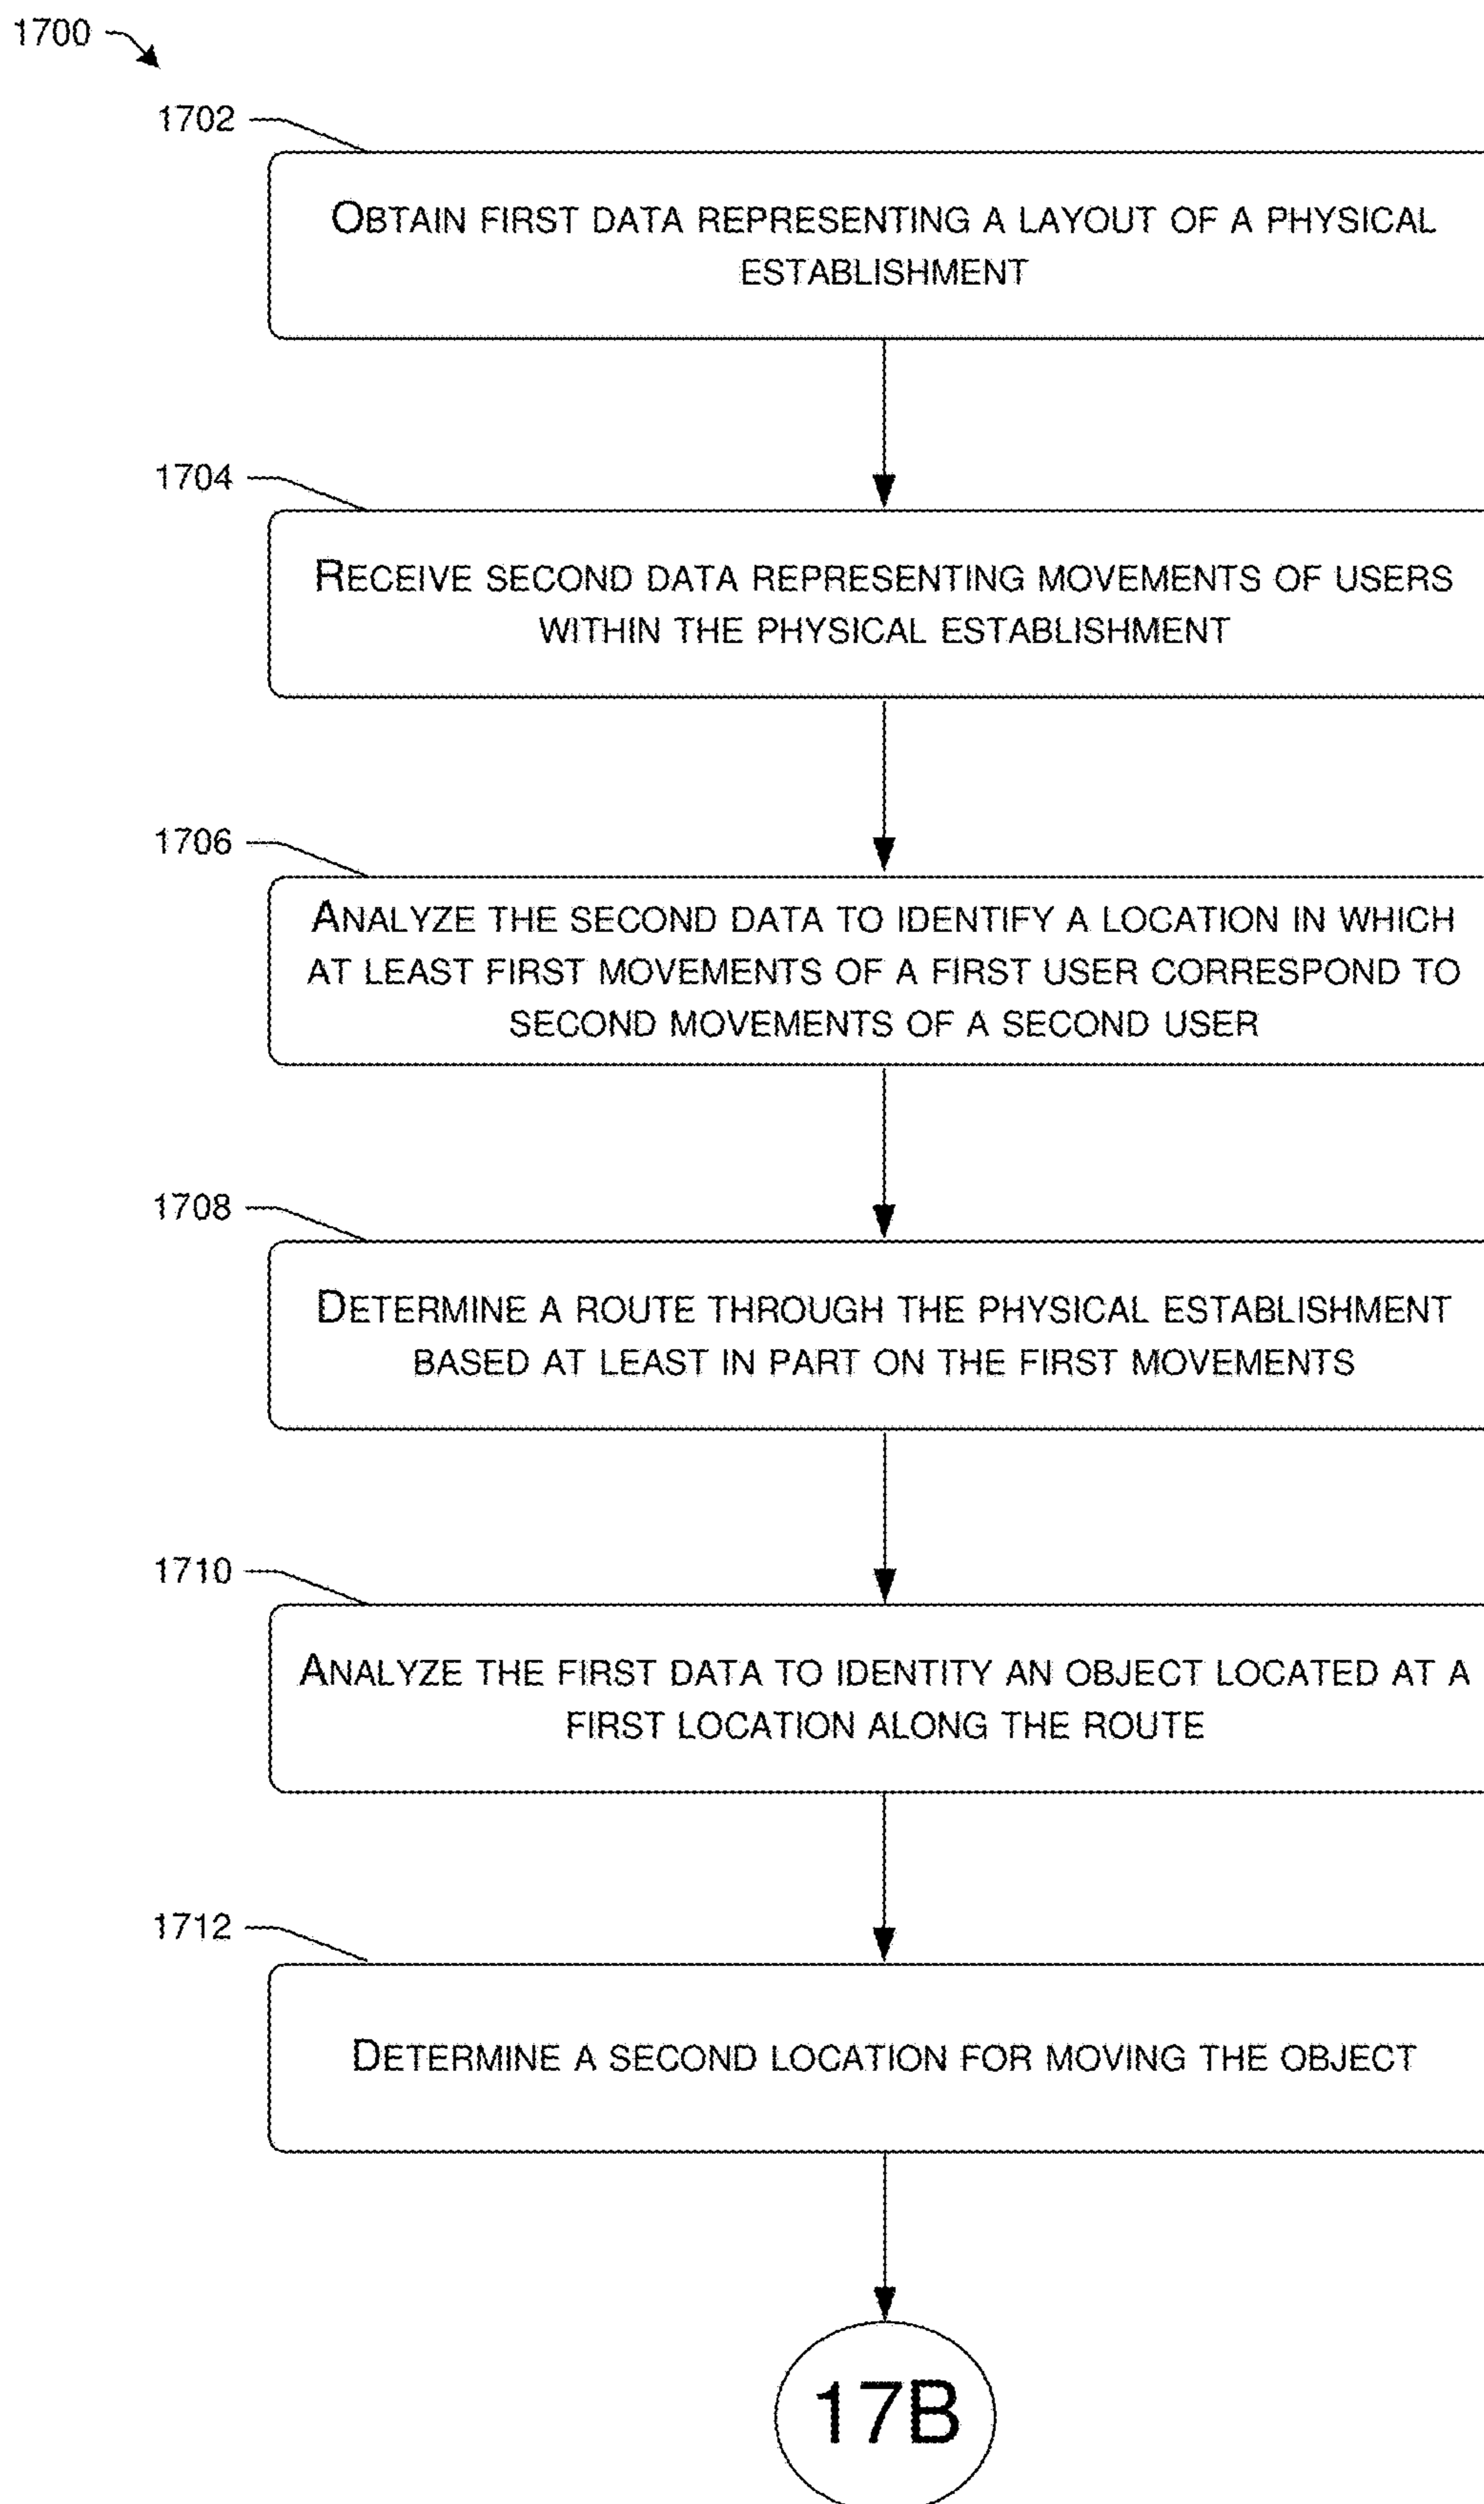 1700
1702
OBTAIN FIRST DATA REPRESENTING A LAYOUT OF A PHYSICAL
ESTABLISHMENT
1704
RECEIVE SECOND DATA REPRESENTING MOVEMENTS OF USERS
WITHIN THE PHYSICAL ESTABLISHMENT
1706
ANALYZE THE SECOND DATA TO IDENTIFY A LOCATION IN WHICH
AT LEAST FIRST MOVEMENTS OF A FIRST USER CORRESPOND TO
SECOND MOVEMENTS OF A SECOND USER
1708
DETERMINE A ROUTE THROUGH THE PHYSICAL ESTABLISHMENT
BASED AT LEAST IN PART ON THE FIRST MOVEMENTS
1710
ANALYZE THE FIRST DATA TO IDENTITY AN OBJECT LOCATED AT A
FIRST LOCATION ALONG THE ROUTE
1712
DETERMINE A SECOND LOCATION FOR MOVING THE OBJECT
17B